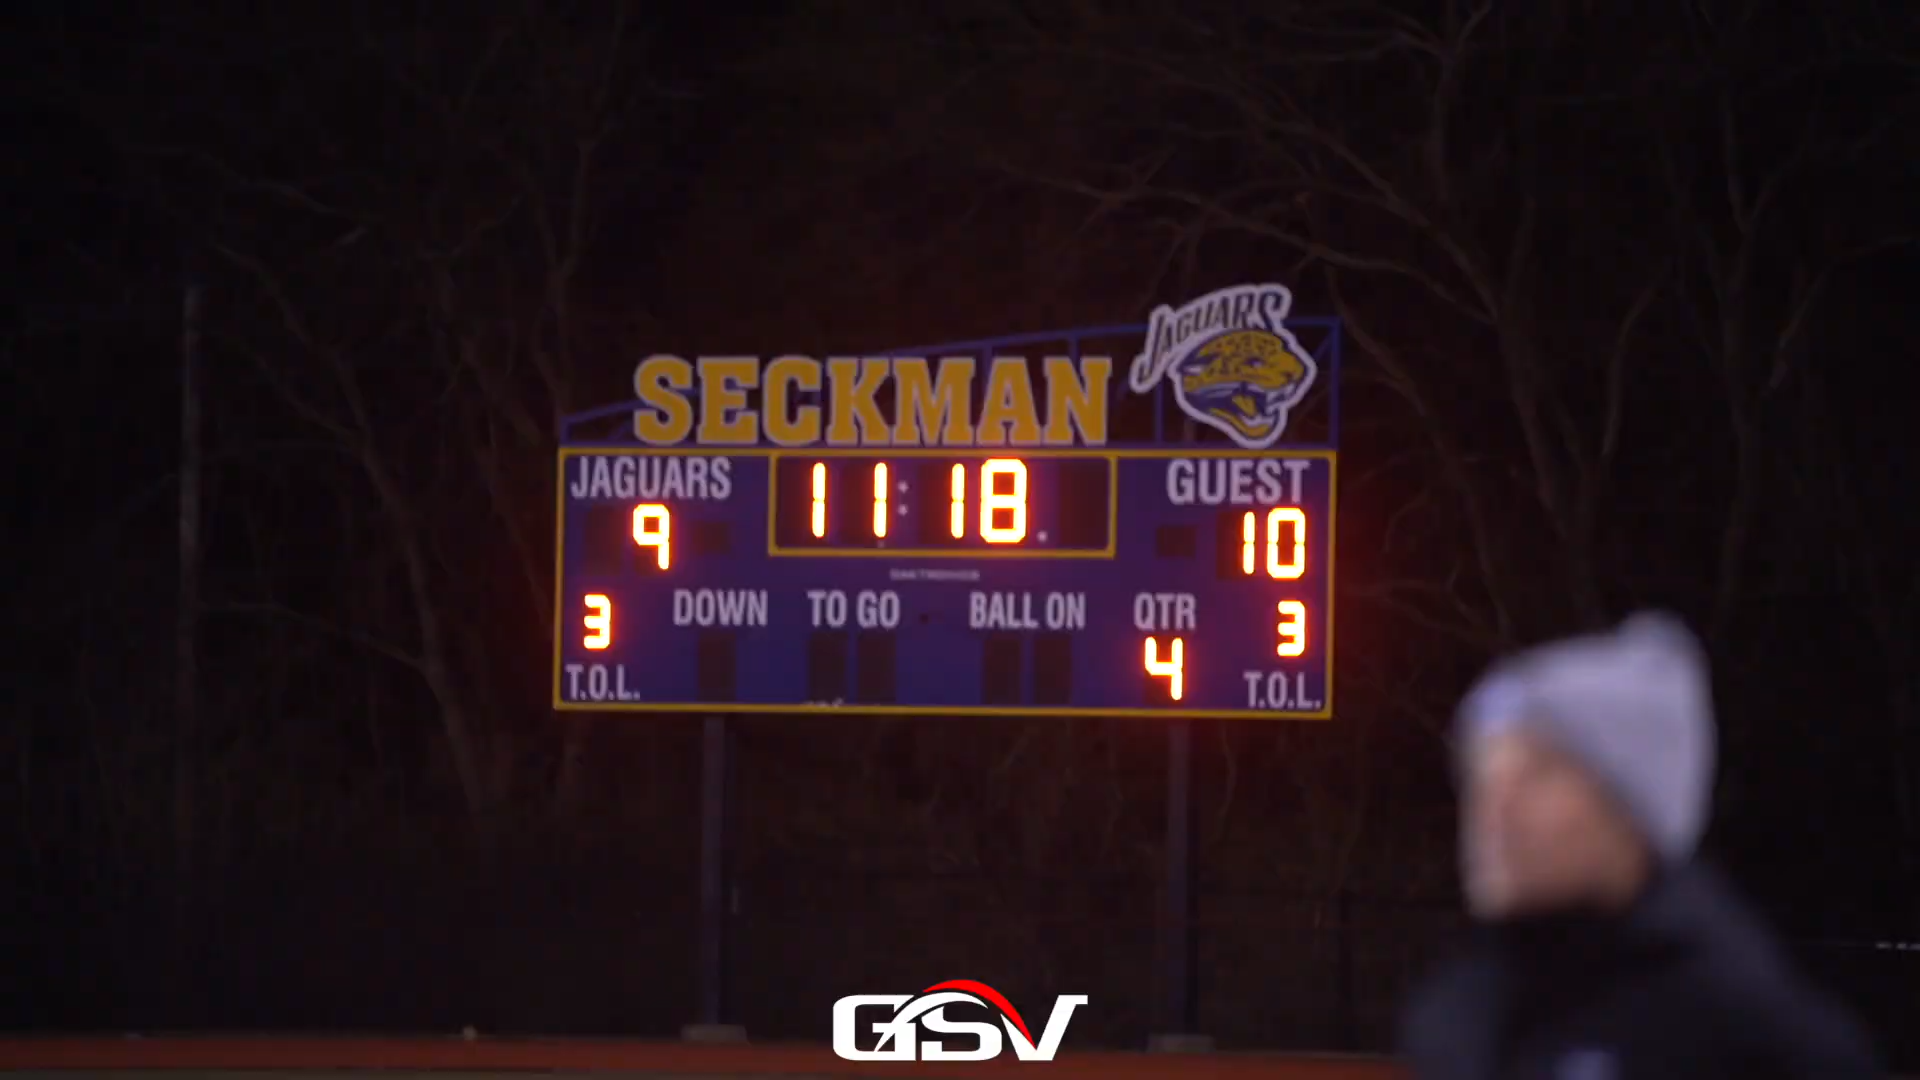 JAGUARS
SECKMAN
JAGUARS 11:18. GUEST
9 10
3 DOWN TO GO BALL ON QTR 3
4
T.O.L. T.O.L.
GSV